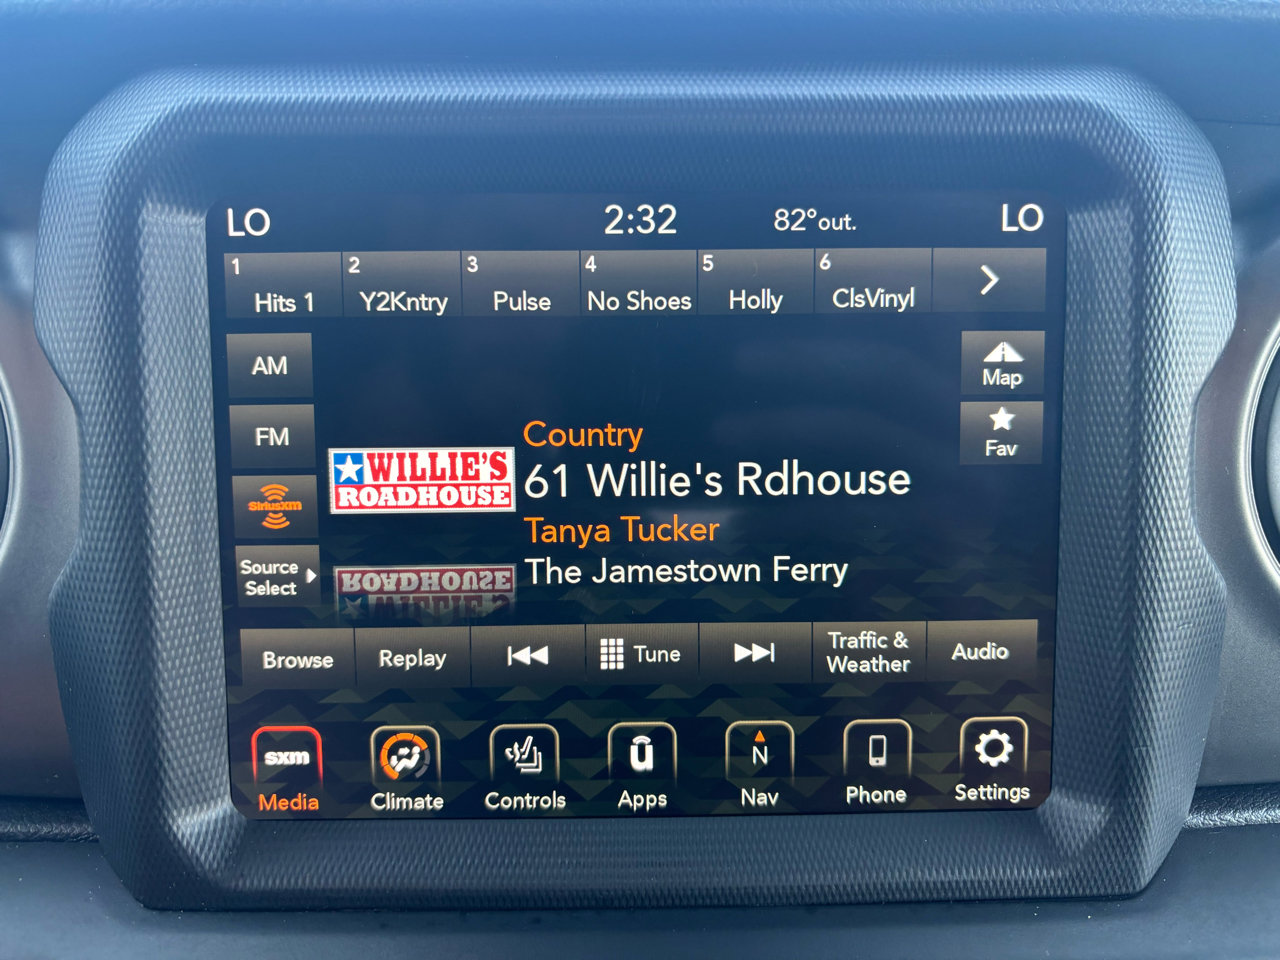 LO 2:32 82°out. LO
1 2 3 4 5 6
Hits 1 Y2Kntry Pulse No Shoes Holly ClsVinyl
AM
Map
FM
Fav
SiriusXM
Source
Select
WILLIE'S
ROADHOUSE
Country
61 Willie's Rdhouse
Tanya Tucker
The Jamestown Ferry
ROADHOUSE
WILLIE'S
Browse Replay Tune Traffic & Weather Audio
sxm
Media
Climate
Controls
ū
Apps
N
Nav
Phone
Settings